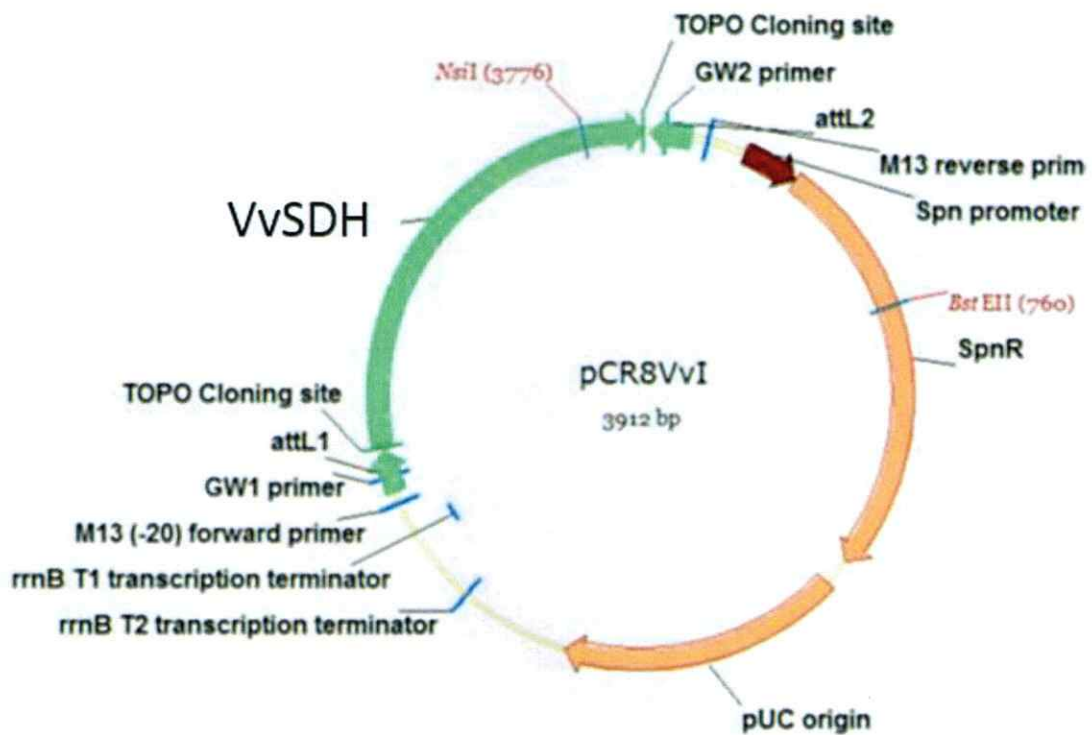 TOPO Cloning site
NsiI (3776)
GW2 primer
attL2
M13 reverse prim
Spn promoter
VvSDH
BstEII (760)
SpnR
pCR8VvI
3912 bp
TOPO Cloning site
attL1
GW1 primer
M13 (-20) forward primer
rrnB T1 transcription terminator
rrnB T2 transcription terminator
pUC origin